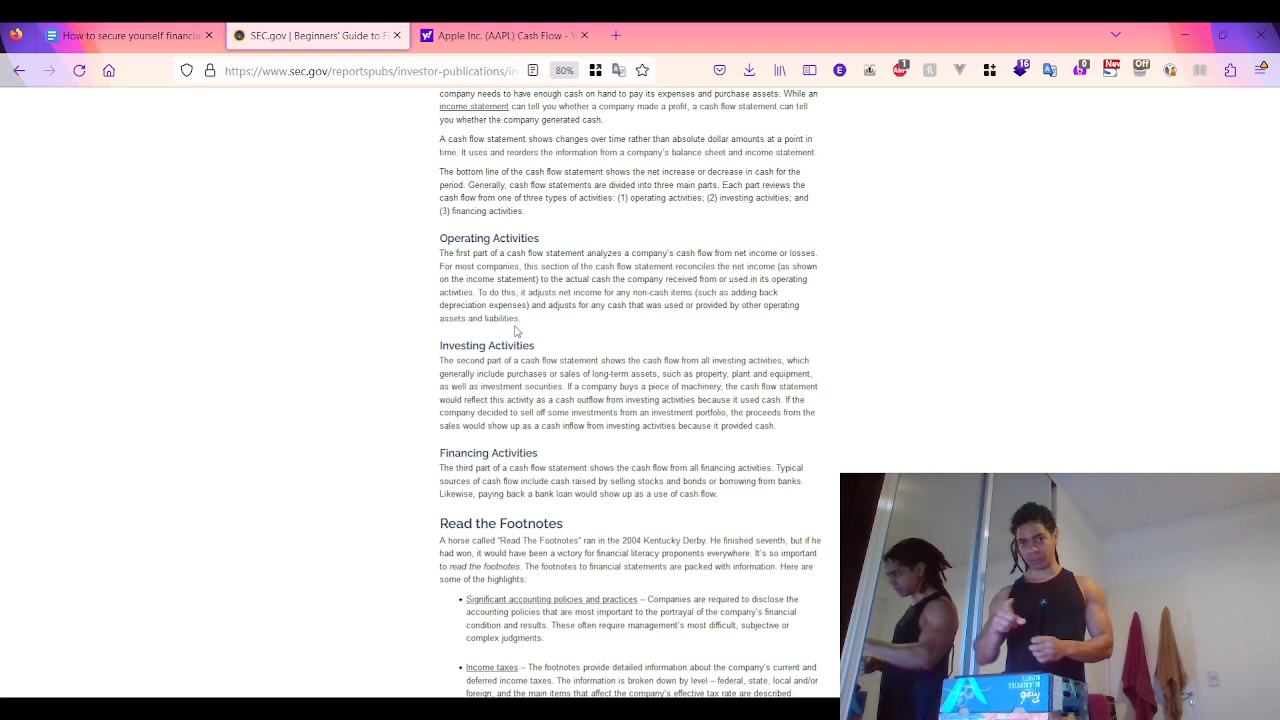 How to secure yourself financie
SEC.gov | Beginners' Guide to Fi
Apple Inc. (AAPL) Cash Flow - Y
https://www.sec.gov/reportspubs/investor-publications/in
80%
1
16
0
New
Off
company needs to have enough cash on hand to pay its expenses and purchase assets. While an
income statement can tell you whether a company made a profit, a cash flow statement can tell
you whether the company generated cash.
A cash flow statement shows changes over time rather than absolute dollar amounts at a point in
time. It uses and reorders the information from a company's balance sheet and income statement.
The bottom line of the cash flow statement shows the net increase or decrease in cash for the
period. Generally, cash flow statements are divided into three main parts. Each part reviews the
cash flow from one of three types of activities: (1) operating activities; (2) investing activities; and
(3) financing activities.
Operating Activities
The first part of a cash flow statement analyzes a company's cash flow from net income or losses.
For most companies, this section of the cash flow statement reconciles the net income (as shown
on the income statement) to the actual cash the company received from or used in its operating
activities. To do this, it adjusts net income for any non-cash items (such as adding back
depreciation expenses) and adjusts for any cash that was used or provided by other operating
assets and liabilities.
Investing Activities
The second part of a cash flow statement shows the cash flow from all investing activities, which
generally include purchases or sales of long-term assets, such as property, plant and equipment,
as well as investment securities. If a company buys a piece of machinery, the cash flow statement
would reflect this activity as a cash outflow from investing activities because it used cash. If the
company decided to sell off some investments from an investment portfolio, the proceeds from the
sales would show up as a cash inflow from investing activities because it provided cash.
Financing Activities
The third part of a cash flow statement shows the cash flow from all financing activities. Typical
sources of cash flow include cash raised by selling stocks and bonds or borrowing from banks.
Likewise, paying back a bank loan would show up as a use of cash flow.
Read the Footnotes
A horse called “Read The Footnotes” ran in the 2004 Kentucky Derby. He finished seventh, but if he
had won, it would have been a victory for financial literacy proponents everywhere. It's so important
to read the footnotes. The footnotes to financial statements are packed with information. Here are
some of the highlights:
• Significant accounting policies and practices – Companies are required to disclose the
accounting policies that are most important to the portrayal of the company's financial
condition and results. These often require management's most difficult, subjective or
complex judgments.
• Income taxes – The footnotes provide detailed information about the company's current and
deferred income taxes. The information is broken down by level – federal, state, local and/or
foreign, and the main items that affect the company's effective tax rate are described.